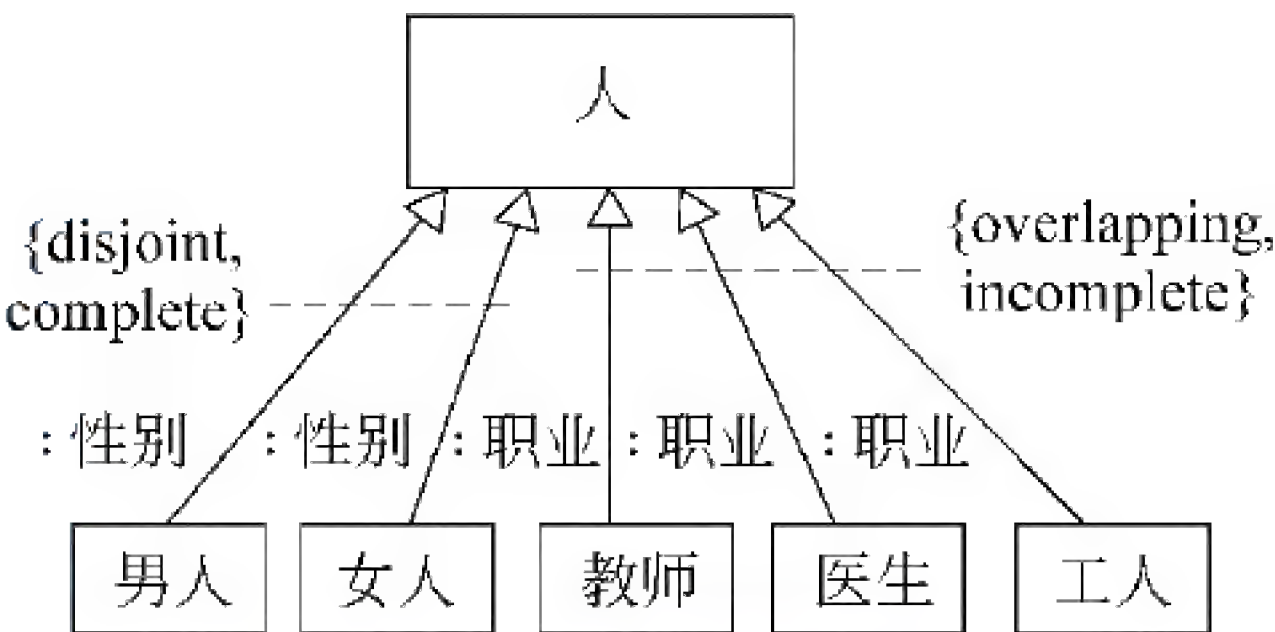 人
{disjoint,
complete}
{overlapping,
incomplete}
:性别
:性别
:职业
:职业
:职业
男人
女人
教师
医生
工人